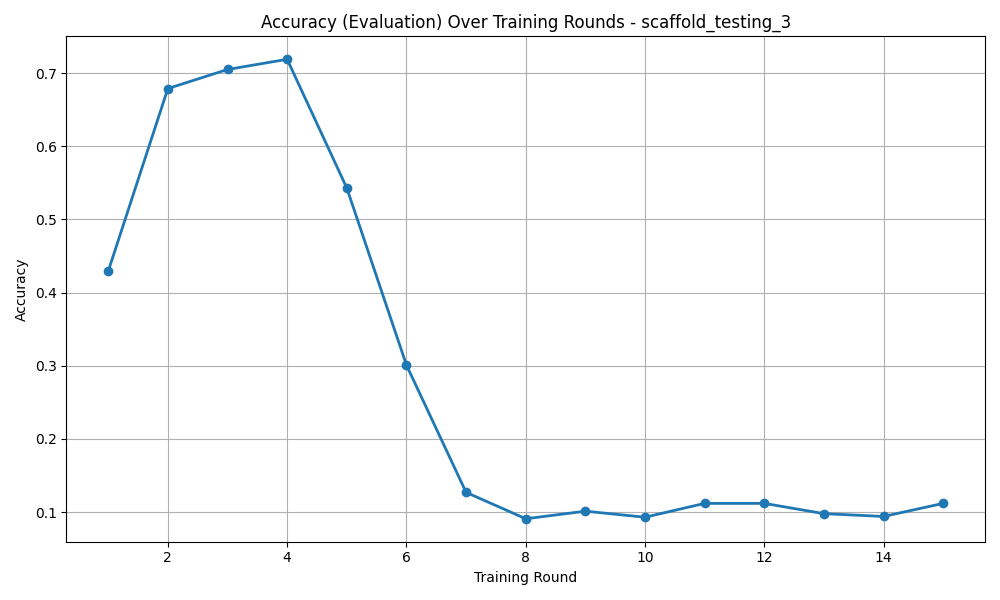 Accuracy (Evaluation) Over Training Rounds - scaffold_testing_3
Accuracy
0.7
0.6
0.5
0.4
0.3
0.2
0.1
2 4 6 8 10 12 14
Training Round